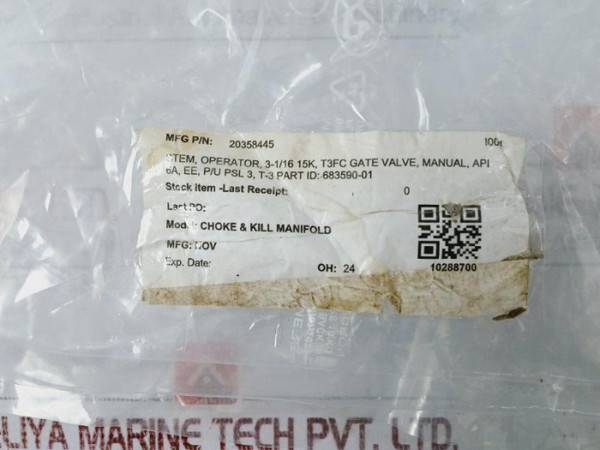 MFG P/N: 20358445
STEM, OPERATOR, 3-1/16 15K, T3FC GATE VALVE, MANUAL, API
6A, EE, P/U PSL 3, T-3 PART ID: 683590-01
Stock Item -Last Receipt: 0
Last PO:
Model: CHOKE & KILL MANIFOLD
MFG: NOV
Exp. Date:
OH: 24
10288700
LIYA MARINE TECH PVT. LTD.